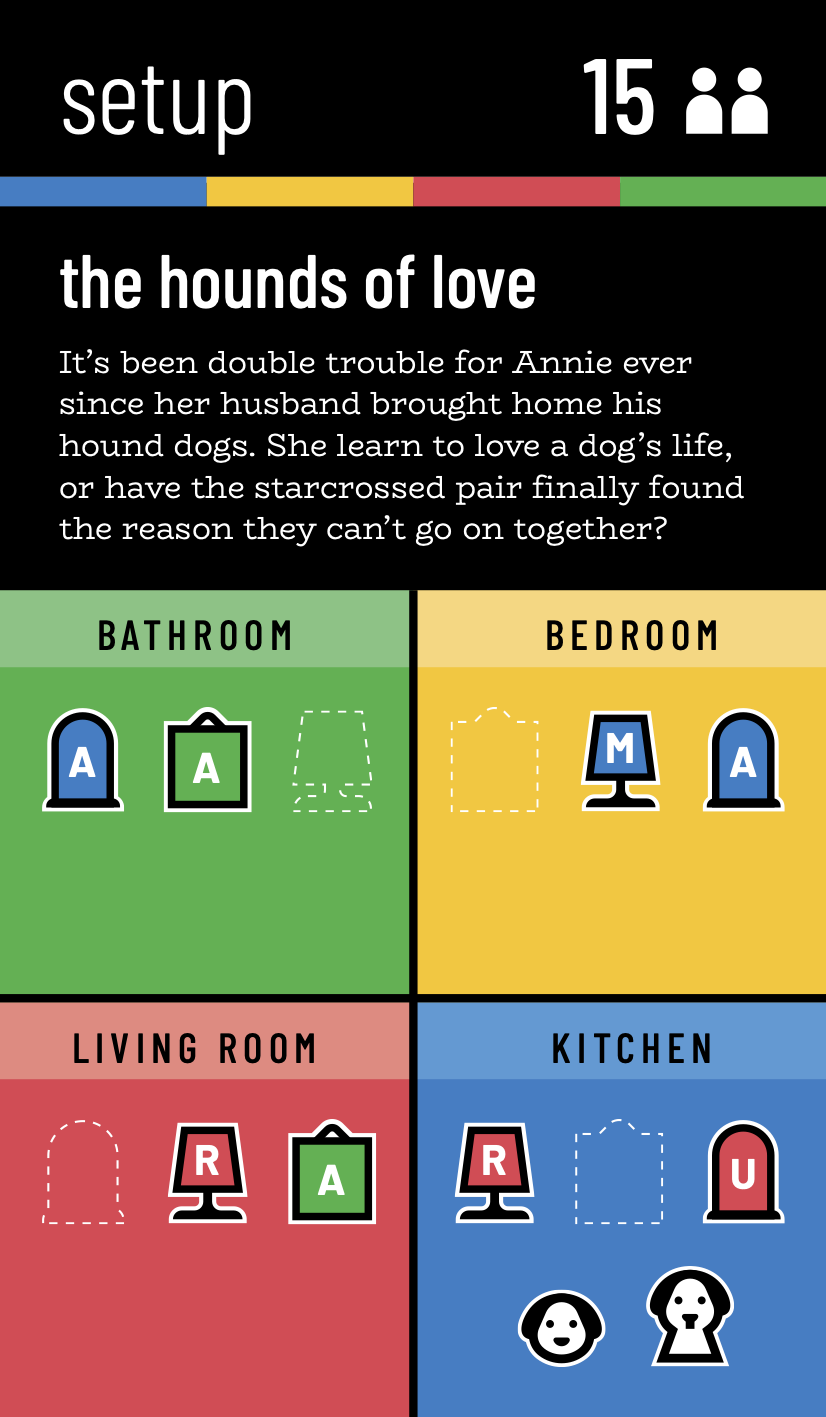 setup 15
the hounds of love
It’s been double trouble for Annie ever
since her husband brought home his
hound dogs. She learn to love a dog’s life,
or have the starcrossed pair finally found
the reason they can’t go on together?
BATHROOM BEDROOM
A A M A
LIVING ROOM KITCHEN
R A R U